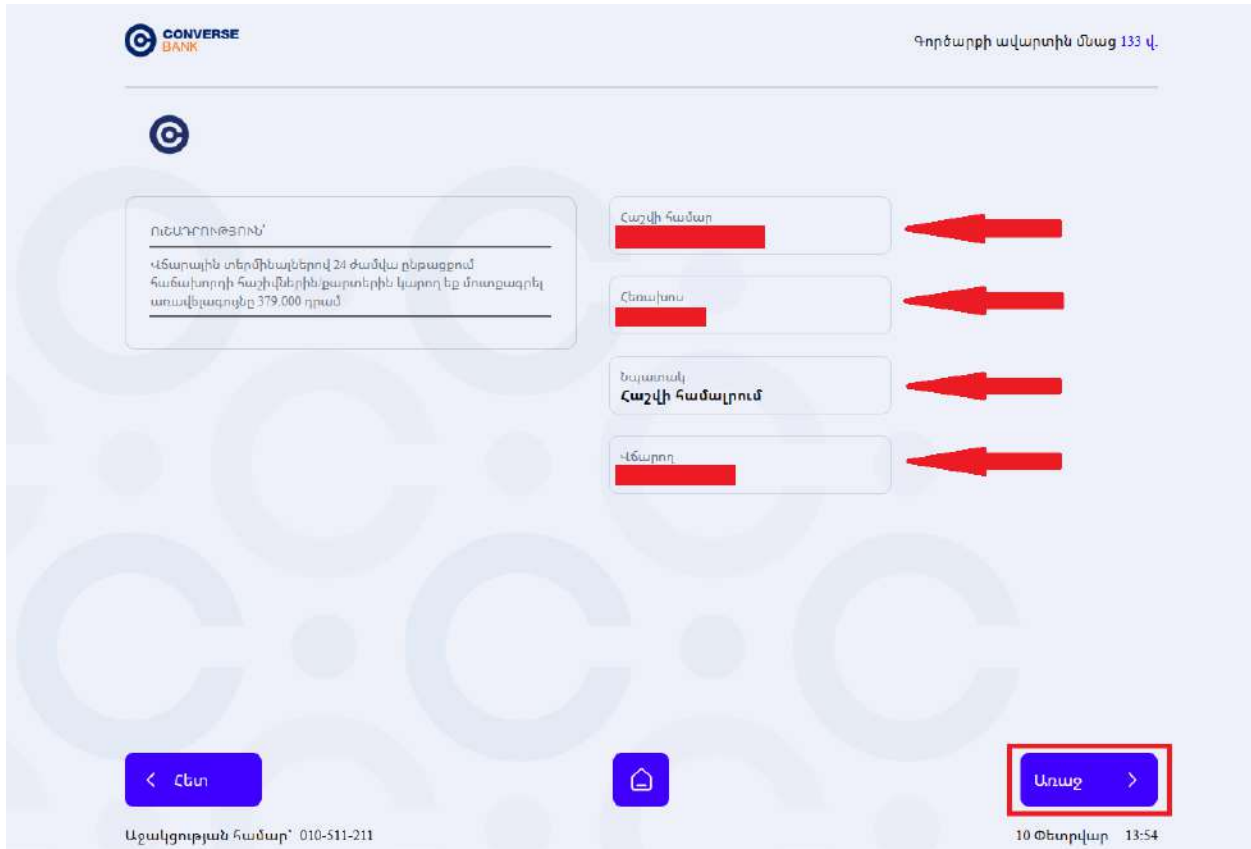 CONVERSE
BANK
Գործարքի ավարտին մնաց 133 վ.
ՈՒՇԱԴՐՈՒԹՅՈՒՆ՝
Վճարային տերմինալներով 24 ժամվա ընթացքում
հաճախորդի հաշիվներին/քարտերին կարող եք մուտքագրել
առավելագույնը 379.000 դրամ
Հաշվի համար
Հեռախոս
Նպատակ
Հաշվի համալրում
Վճարող
Հետ
Առաջ
Աջակցության համար՝ 010-511-211
10 Փետրվար 13:54